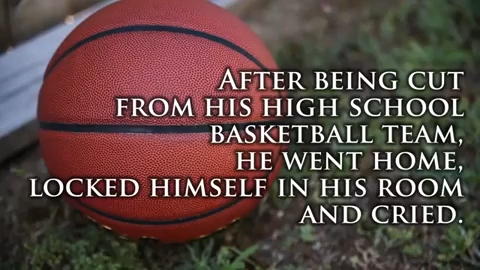 After being cut
from his high school
basketball team,
he went home,
locked himself in his room
and cried.